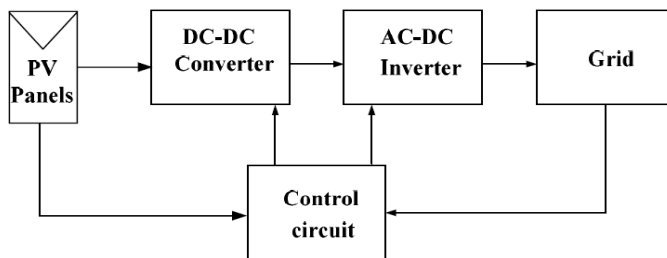 PV
Panels
DC-DC
Converter
AC-DC
Inverter
Grid
Control
circuit